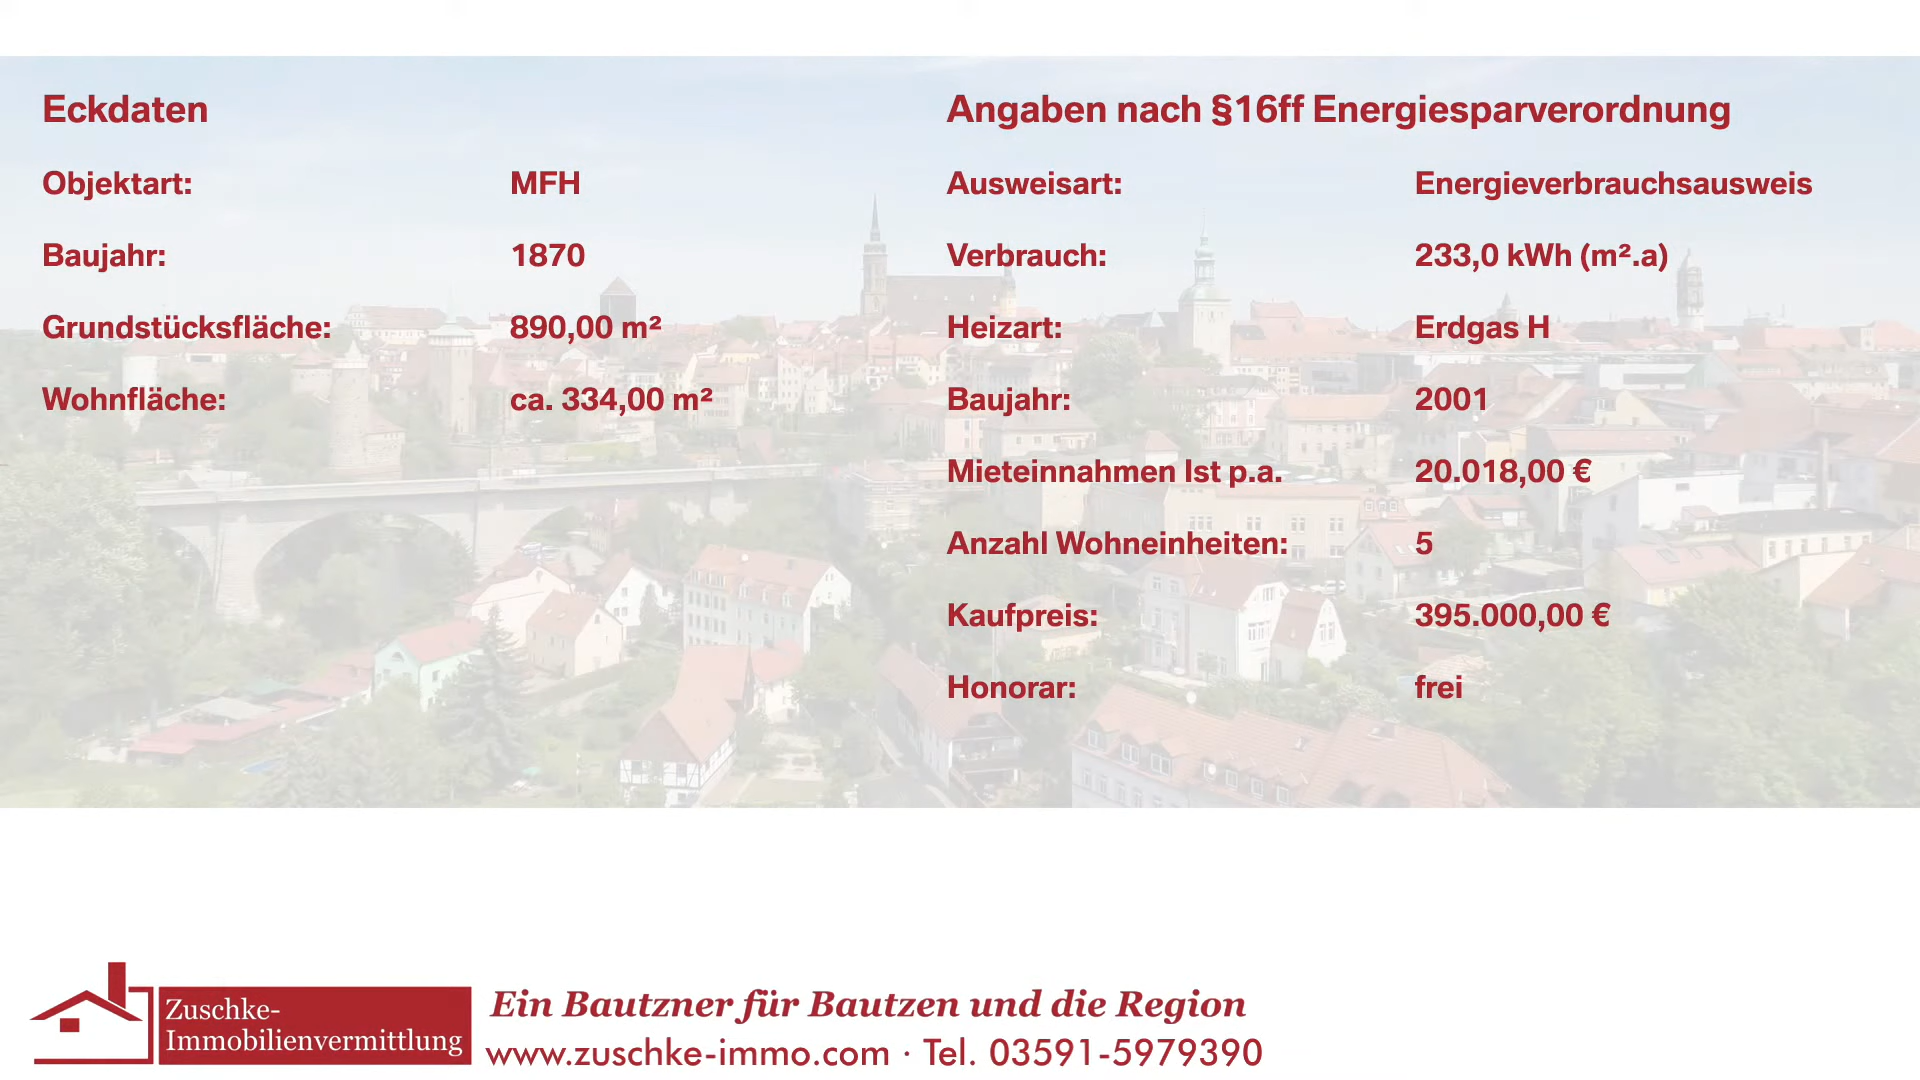 Eckdaten
Objektart: MFH
Baujahr: 1870
Grundstücksfläche: 890,00 m²
Wohnfläche: ca. 334,00 m²
Angaben nach §16ff Energiesparverordnung
Ausweisart: Energieverbrauchsausweis
Verbrauch: 233,0 kWh (m².a)
Heizart: Erdgas H
Baujahr: 2001
Mieteinnahmen Ist p.a. 20.018,00 €
Anzahl Wohneinheiten: 5
Kaufpreis: 395.000,00 €
Honorar: frei
Zuschke-
Immobilienvermittlung
Ein Bautzner für Bautzen und die Region
www.zuschke-immo.com · Tel. 03591-5979390